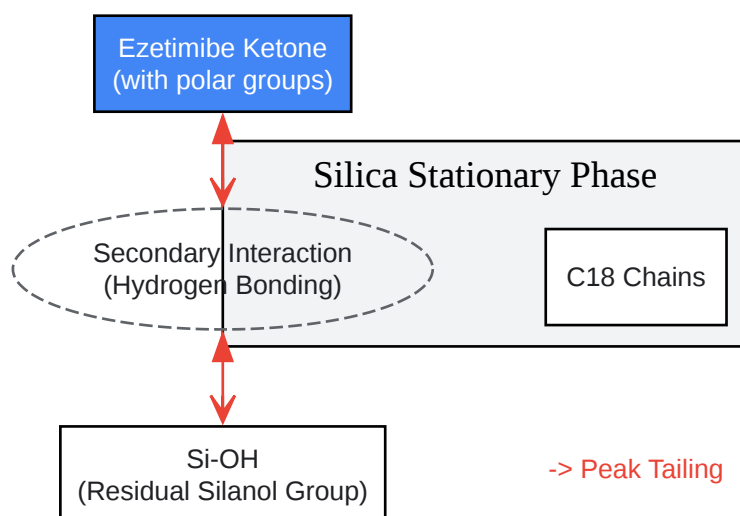 Ezetimibe Ketone
(with polar groups)
Silica Stationary Phase
Secondary Interaction
(Hydrogen Bonding)
C18 Chains
Si-OH
(Residual Silanol Group)
-> Peak Tailing